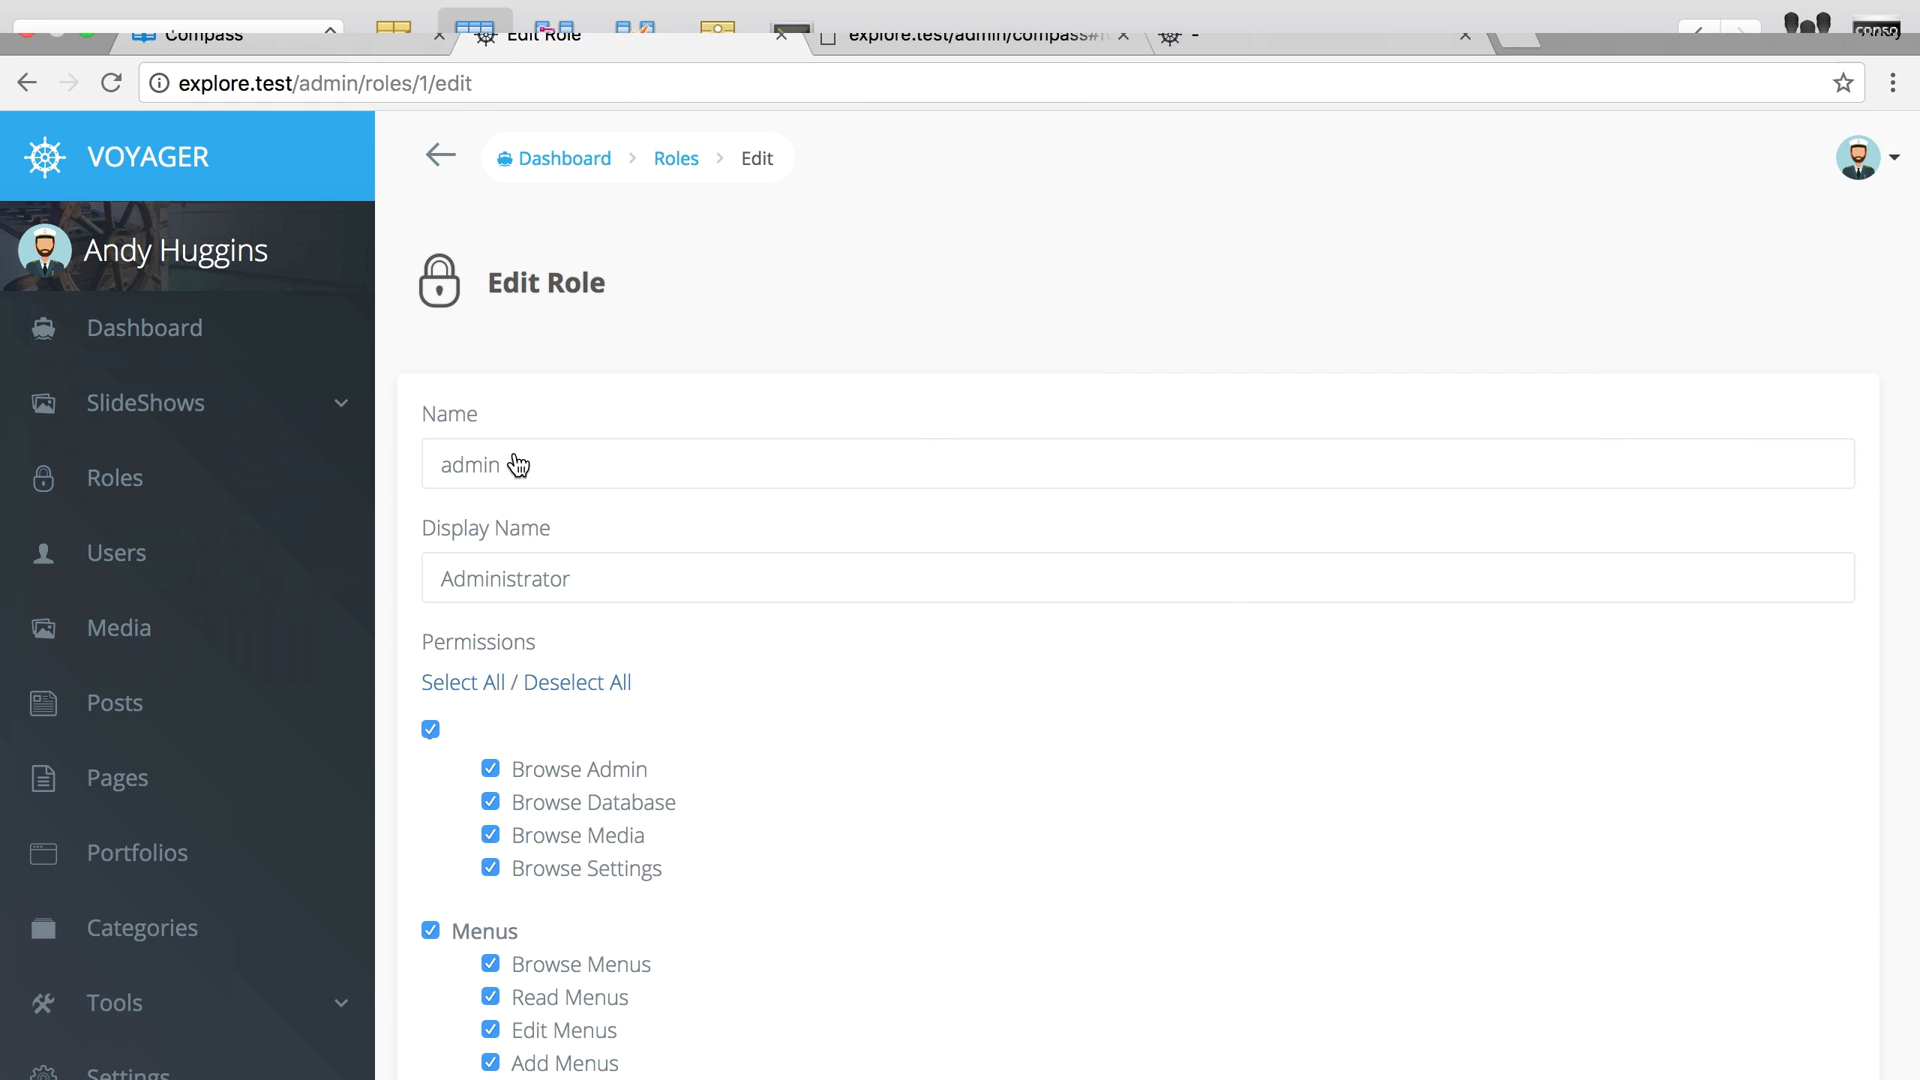 Compass
Edit Role
explore.test/admin/compass#
explore.test/admin/roles/1/edit
VOYAGER
Dashboard
Roles
Edit
Andy Huggins
Edit Role
Dashboard
SlideShows
Roles
Users
Media
Posts
Pages
Portfolios
Categories
Tools
Settings
Name
admin
Display Name
Administrator
Permissions
Select All / Deselect All
Browse Admin
Browse Database
Browse Media
Browse Settings
Menus
Browse Menus
Read Menus
Edit Menus
Add Menus